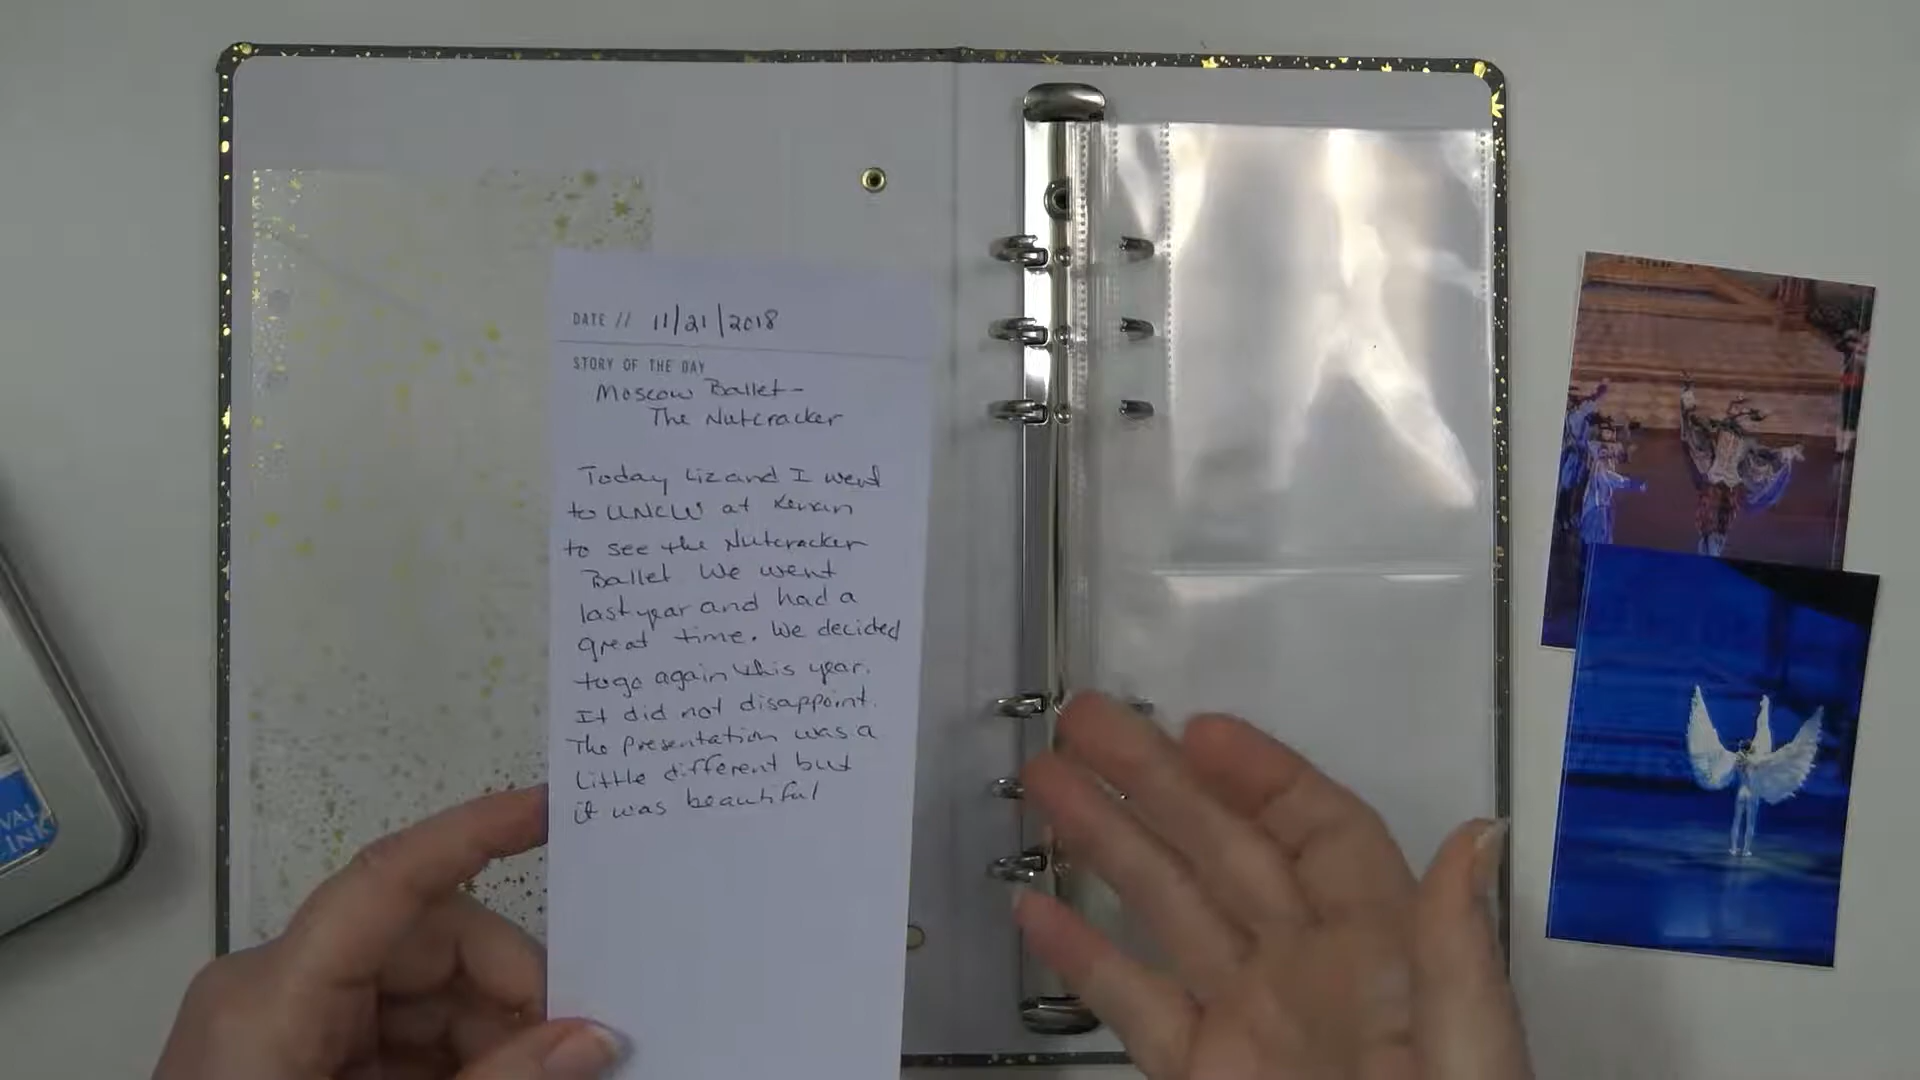 DATE // 11/21/2018
STORY OF THE DAY
Moscow Ballet-
The Nutcracker
Today Liz and I went
to UNCW at Kenan
to see the Nutcracker
Ballet We went
last year and had a
great time. We decided
to go again this year.
It did not disappoint.
The presentation was a
little different but
it was beautiful
VAL
INK